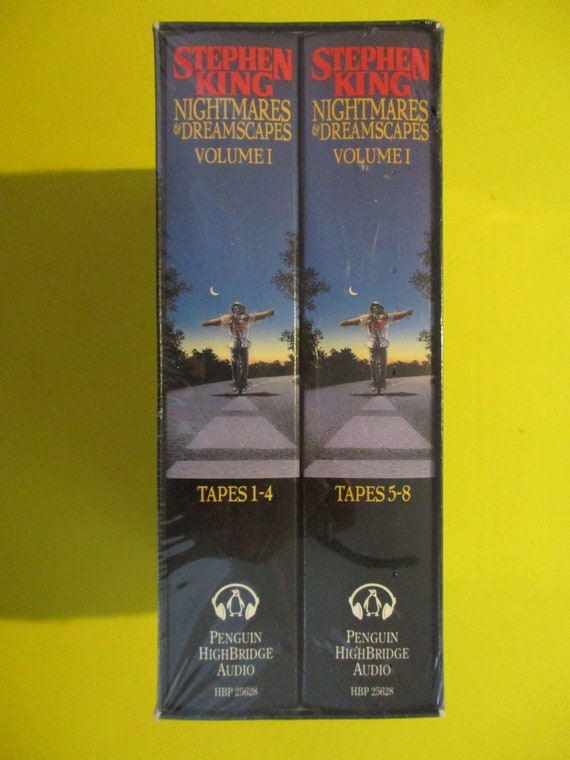 STEPHEN
KING
NIGHTMARES
& DREAMSCAPES
VOLUME I
TAPES 1-4
PENGUIN
HIGHBRIDGE
AUDIO
HBP 25628
STEPHEN
KING
NIGHTMARES
& DREAMSCAPES
VOLUME I
TAPES 5-8
PENGUIN
HIGHBRIDGE
AUDIO
HBP 25628